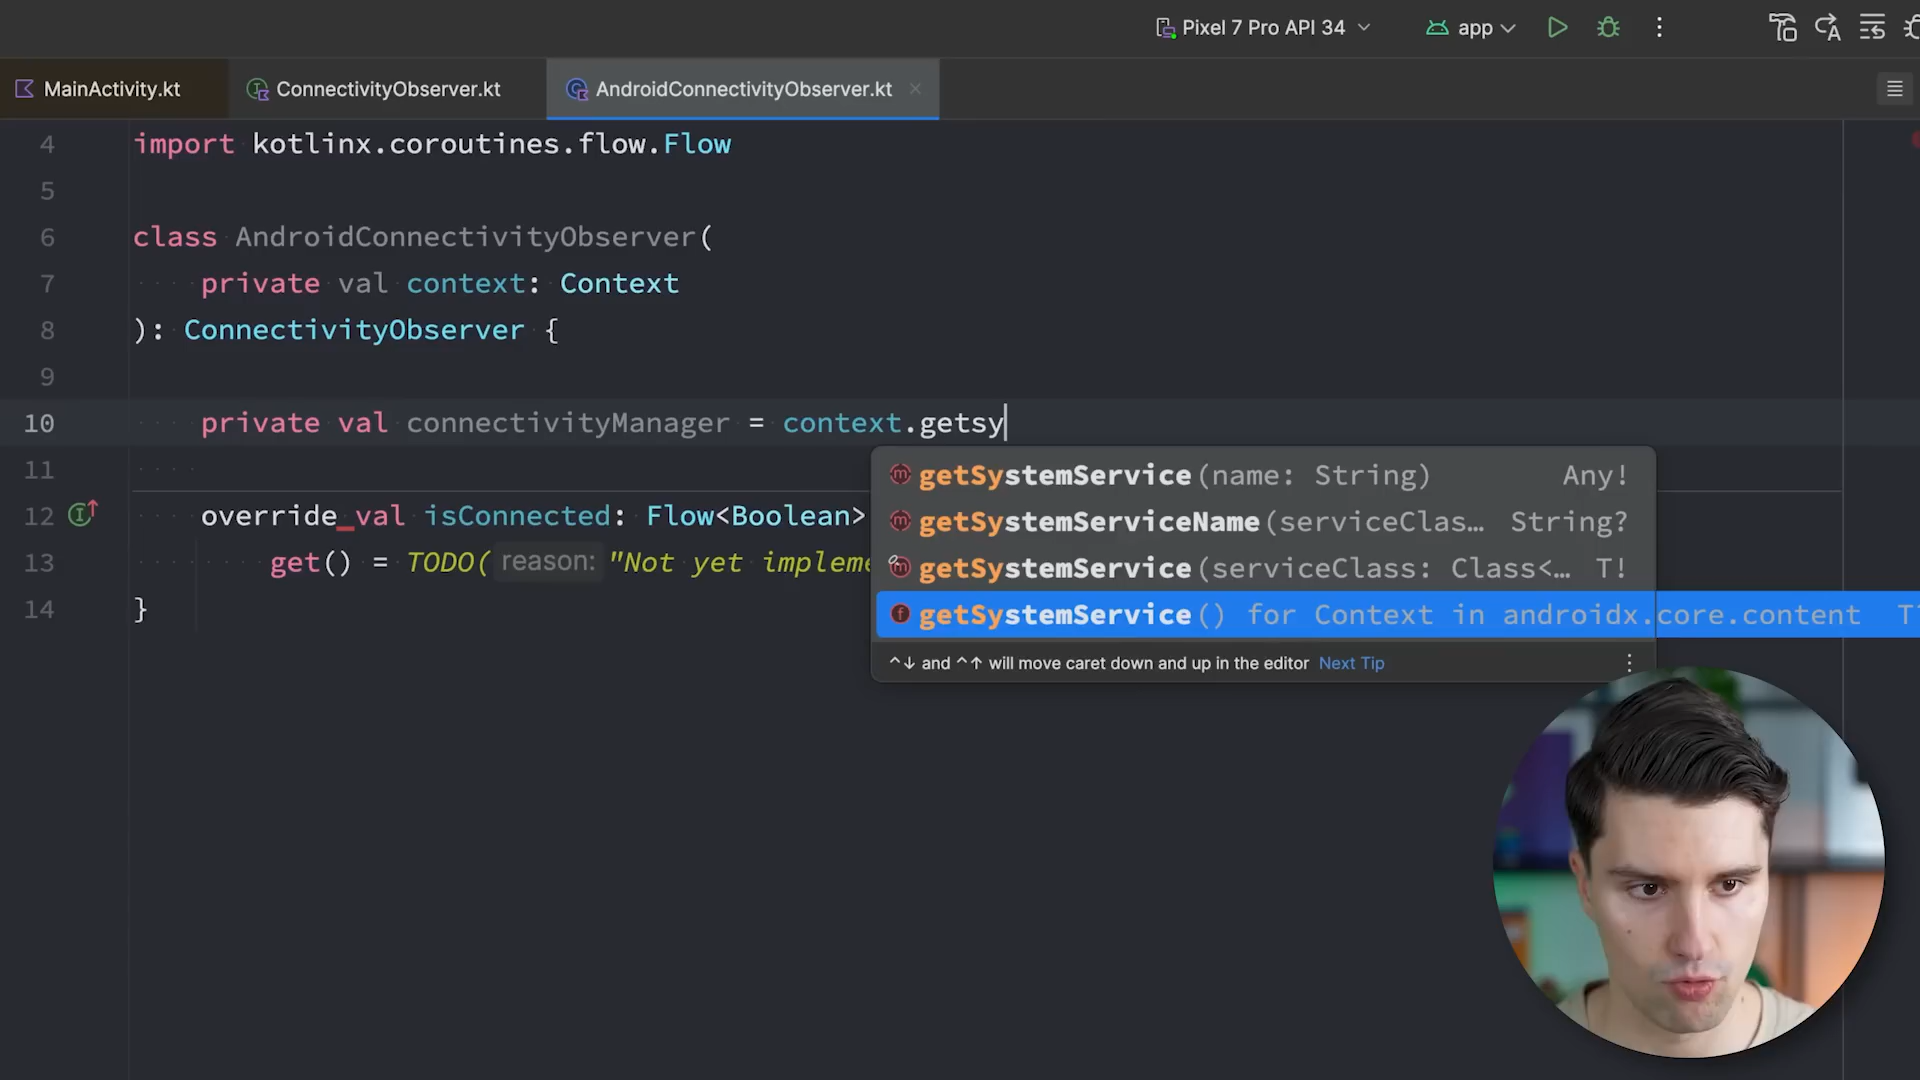 Pixel 7 Pro API 34
app
MainActivity.kt
ConnectivityObserver.kt
AndroidConnectivityObserver.kt
4 import kotlinx.coroutines.flow.Flow
5
6 class AndroidConnectivityObserver(
7 private val context: Context
8 ): ConnectivityObserver {
9
10 private val connectivityManager = context.getsy
11
getSystemService(name: String) Any!
12 override val isConnected: Flow<Boolean>
getSystemServiceName(serviceClas… String?
13 get() = TODO( reason: "Not yet impleme
getSystemService(serviceClass: Class<… T!
14 }
getSystemService() for Context in androidx.core.content
^↓ and ^↑ will move caret down and up in the editor Next Tip